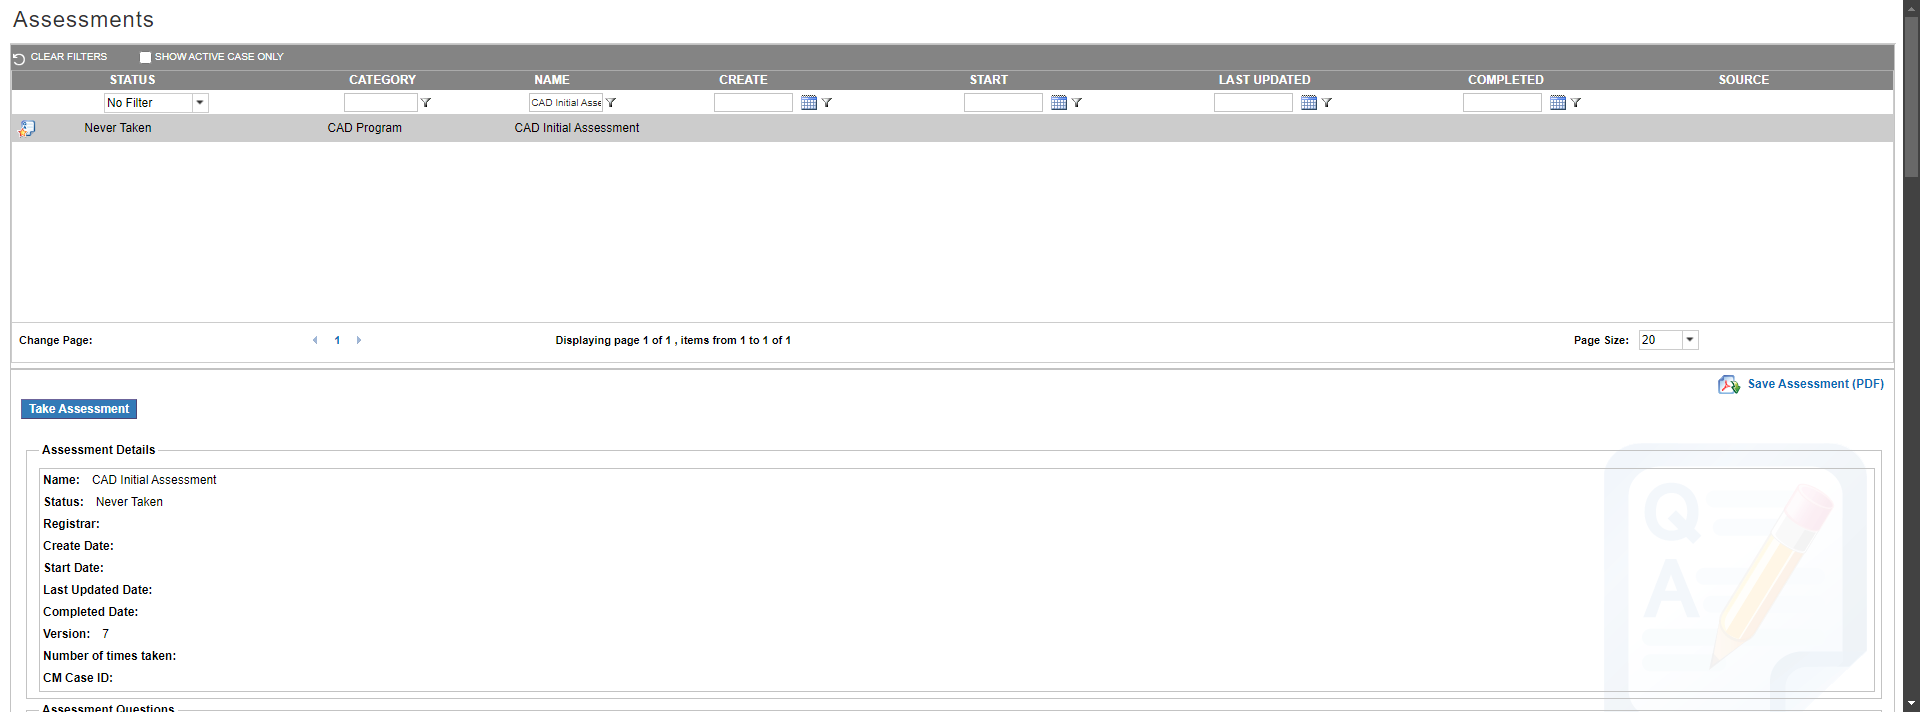 Assessments
CLEAR FILTERS SHOW ACTIVE CASE ONLY
STATUS CATEGORY NAME CREATE START LAST UPDATED COMPLETED SOURCE
No Filter CAD Initial Asse
Never Taken CAD Program CAD Initial Assessment
Change Page: 1 Displaying page 1 of 1 , items from 1 to 1 of 1 Page Size: 20
Save Assessment (PDF)
Take Assessment
Assessment Details
Name: CAD Initial Assessment
Status: Never Taken
Registrar:
Create Date:
Start Date:
Last Updated Date:
Completed Date:
Version: 7
Number of times taken:
CM Case ID:
Q
A
Assessment Questions